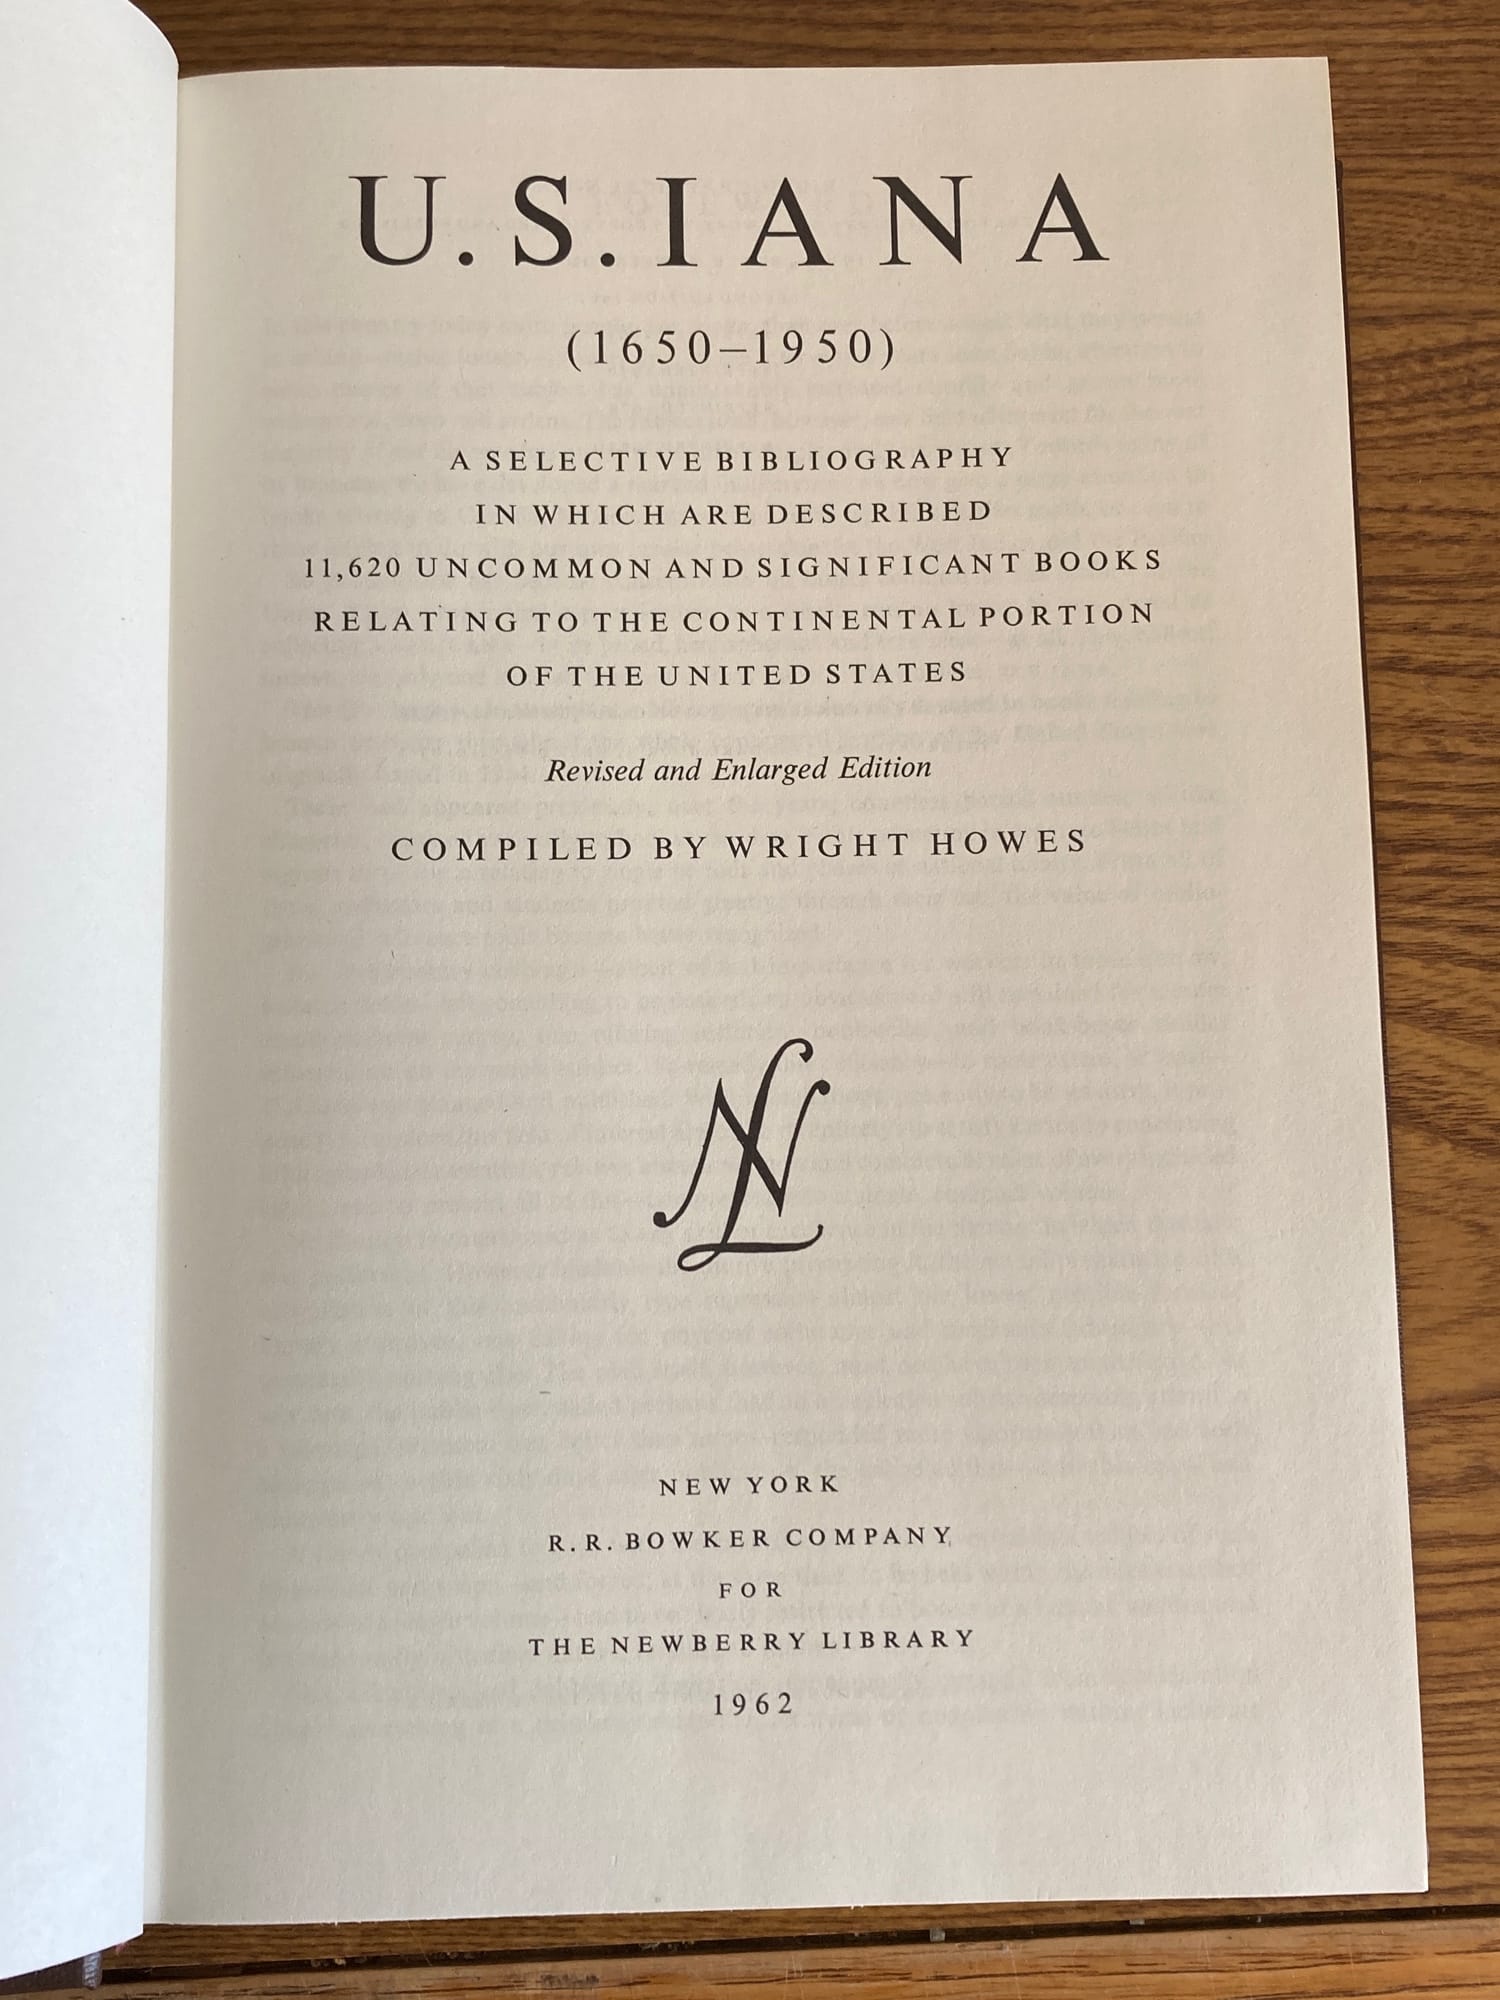 U.S.IANA
(1650–1950)
A SELECTIVE BIBLIOGRAPHY
IN WHICH ARE DESCRIBED
11,620 UNCOMMON AND SIGNIFICANT BOOKS
RELATING TO THE CONTINENTAL PORTION
OF THE UNITED STATES
Revised and Enlarged Edition
COMPILED BY WRIGHT HOWES
NL
NEW YORK
R. R. BOWKER COMPANY
FOR
THE NEWBERRY LIBRARY
1962